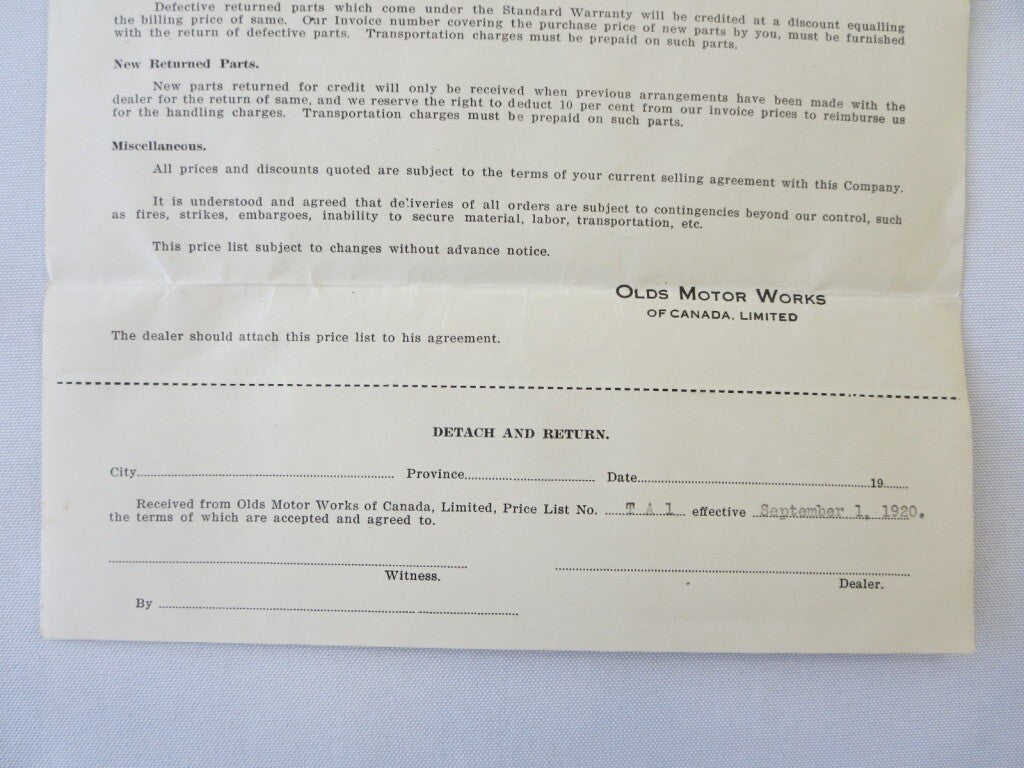 Defective returned parts which come under the Standard Warranty will be credited at a discount equalling
the billing price of same. Our Invoice number covering the purchase price of new parts by you, must be furnished
with the return of defective parts. Transportation charges must be prepaid on such parts.
New Returned Parts.
New parts returned for credit will only be received when previous arrangements have been made with the
dealer for the return of same, and we reserve the right to deduct 10 per cent from our invoice prices to reimburse us
for the handling charges. Transportation charges must be prepaid on such parts.
Miscellaneous.
All prices and discounts quoted are subject to the terms of your current selling agreement with this Company.
It is understood and agreed that deliveries of all orders are subject to contingencies beyond our control, such
as fires, strikes, embargoes, inability to secure material, labor, transportation, etc.
This price list subject to changes without advance notice.
OLDS MOTOR WORKS
OF CANADA, LIMITED
The dealer should attach this price list to his agreement.
DETACH AND RETURN.
City Province Date 19
Received from Olds Motor Works of Canada, Limited, Price List No. T A 1 effective September 1, 1920.
the terms of which are accepted and agreed to.
Witness. Dealer.
By